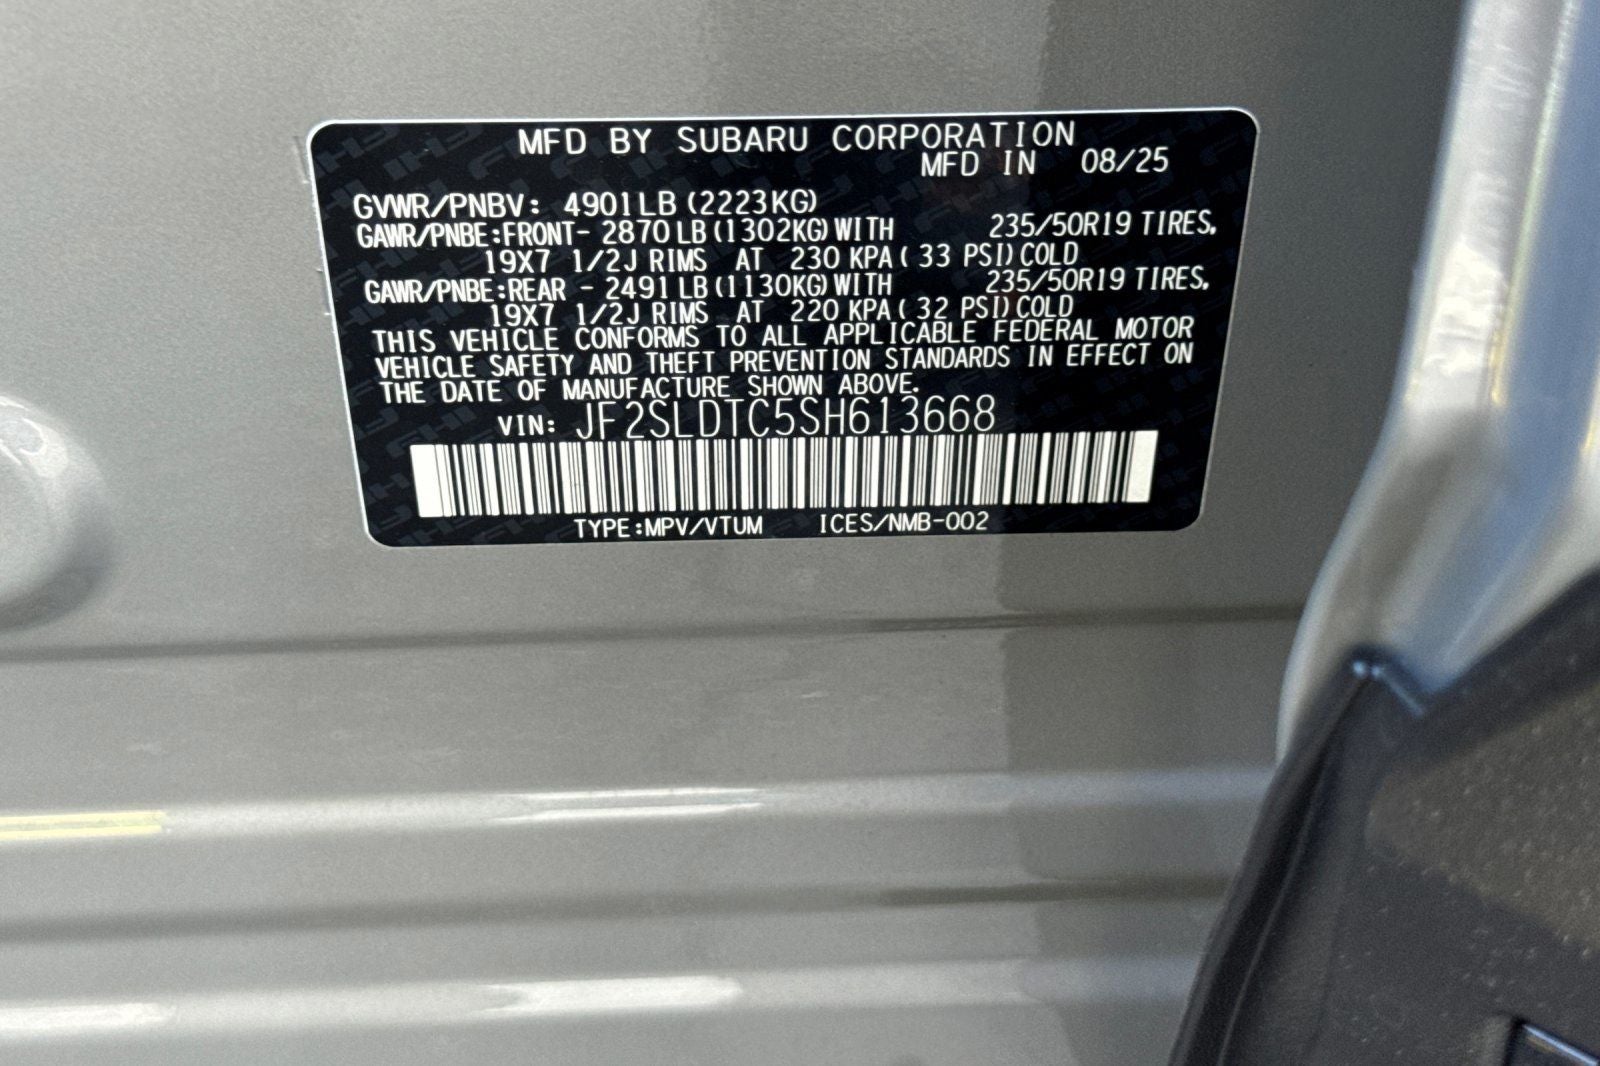 MFD BY SUBARU CORPORATION
MFD IN 08/25
GVWR/PNBV: 4901LB (2223KG)
GAWR/PNBE:FRONT- 2870LB(1302KG)WITH 235/50R19 TIRES,
19X7 1/2J RIMS AT 230 KPA( 33 PSI)COLD
GAWR/PNBE:REAR - 2491LB(1130KG)WITH 235/50R19 TIRES,
19X7 1/2J RIMS AT 220 KPA( 32 PSI)COLD
THIS VEHICLE CONFORMS TO ALL APPLICABLE FEDERAL MOTOR
VEHICLE SAFETY AND THEFT PREVENTION STANDARDS IN EFFECT ON
THE DATE OF MANUFACTURE SHOWN ABOVE.
VIN: JF2SLDTC5SH613668
TYPE:MPV/VTUM ICES/NMB-002